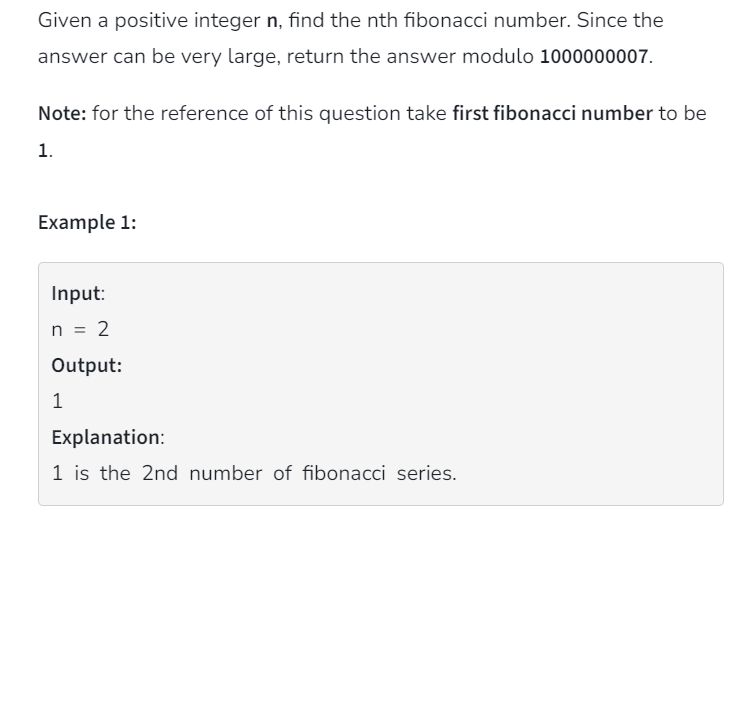 Given a positive integer n, find the nth fibonacci number. Since the
answer can be very large, return the answer modulo 1000000007.
Note: for the reference of this question take first fibonacci number to be
1.
Example 1:
Input:
n = 2
Output:
1
Explanation:
1 is the 2nd number of fibonacci series.